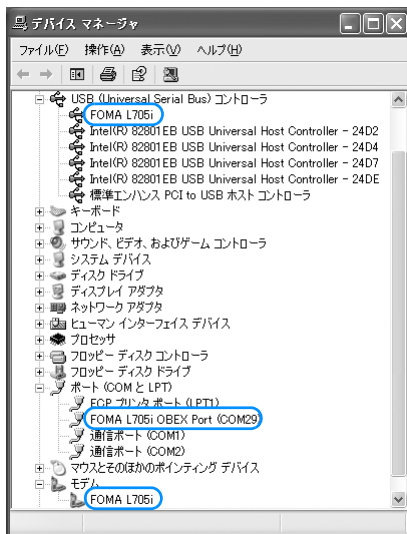 デバイス マネージャ
ファイル(F) 操作(A) 表示(V) ヘルプ(H)
USB (Universal Serial Bus) コントローラ
FOMA L705i
Intel(R) 82801EB USB Universal Host Controller - 24D2
Intel(R) 82801EB USB Universal Host Controller - 24D4
Intel(R) 82801EB USB Universal Host Controller - 24D7
Intel(R) 82801EB USB Universal Host Controller - 24DE
標準エンハンス PCI to USB ホスト コントローラ
キーボード
コンピュータ
サウンド、ビデオ、およびゲーム コントローラ
システム デバイス
ディスク ドライブ
ディスプレイ アダプタ
ネットワーク アダプタ
ヒューマン インターフェイス デバイス
プロセッサ
フロッピー ディスク コントローラ
フロッピー ディスク ドライブ
ポート (COM と LPT)
ECP プリンタ ポート (LPT1)
FOMA L705i OBEX Port (COM29)
通信ポート (COM1)
通信ポート (COM2)
マウスとそのほかのポインティング デバイス
モデム
FOMA L705i